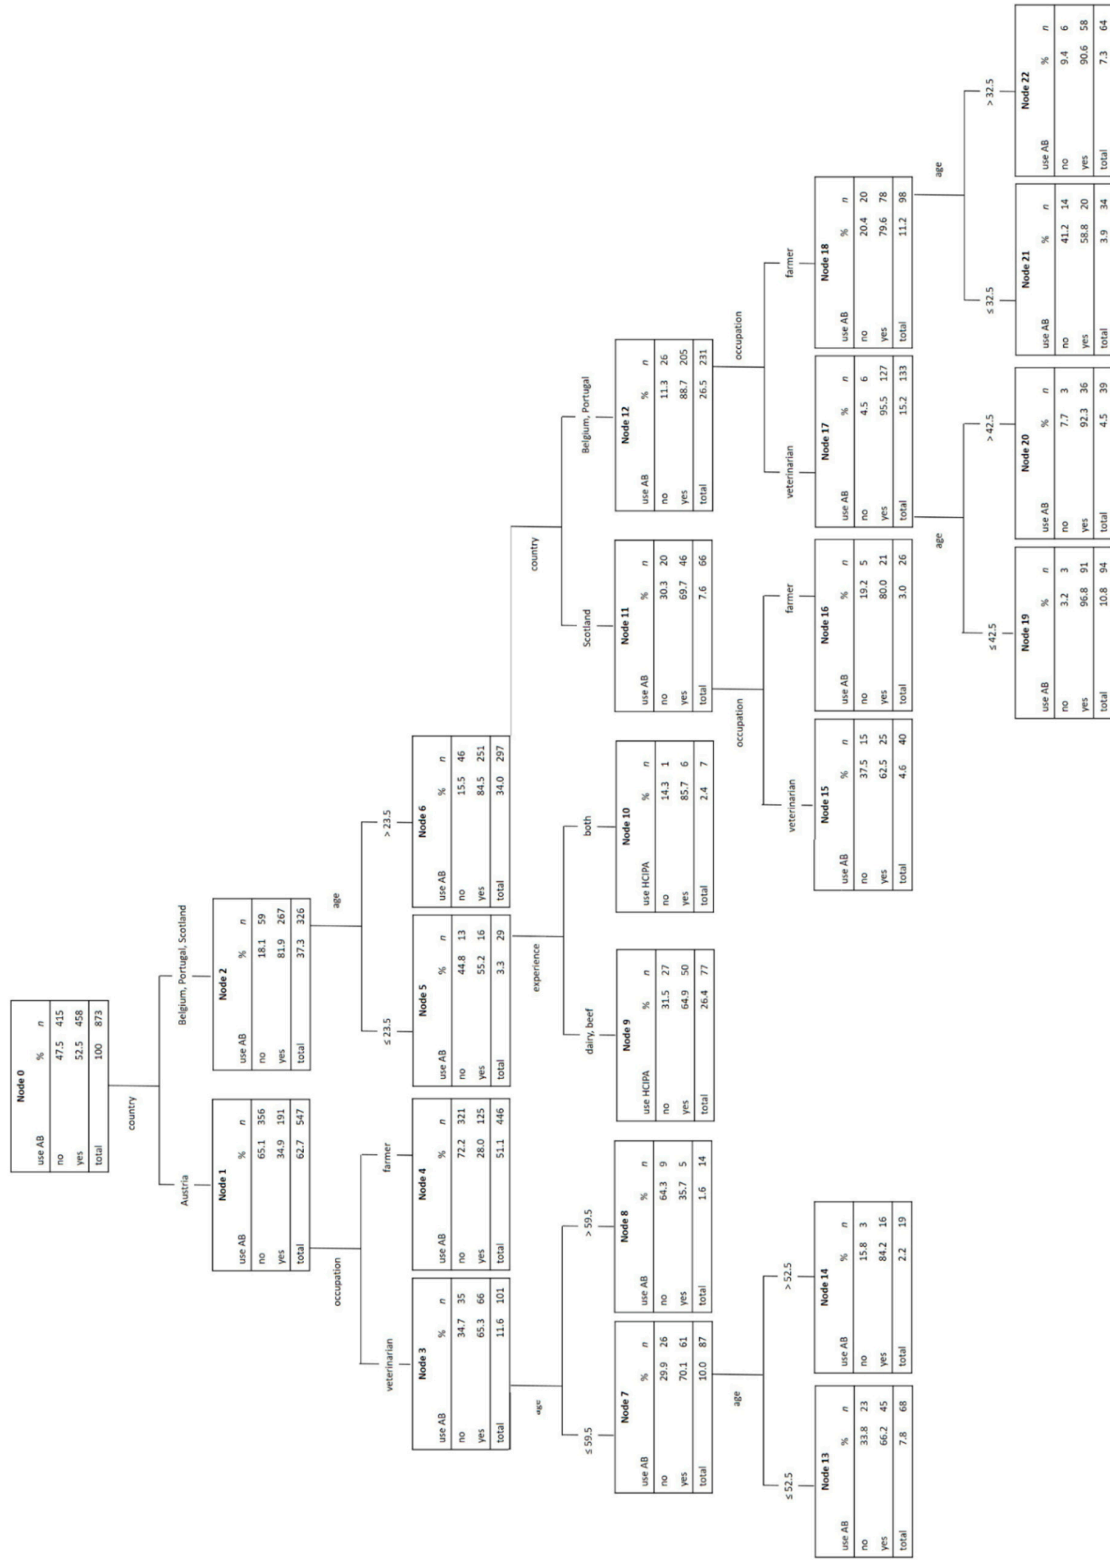 Node 0
use AB % n
no 47.5 415
yes 52.5 458
total 100 873
country
Austria
Belgium, Portugal, Scotland
Node 1
use AB % n
no 65.1 356
yes 34.9 191
total 62.7 547
Node 2
use AB % n
no 18.1 59
yes 81.9 267
total 37.3 326
occupation
age
veterinarian
farmer
≤ 23.5
> 23.5
Node 3
use AB % n
no 34.7 35
yes 65.3 66
total 11.6 101
Node 4
use AB % n
no 72.2 321
yes 28.0 125
total 51.1 446
Node 5
use AB % n
no 44.8 13
yes 55.2 16
total 3.3 29
Node 6
use AB % n
no 15.5 46
yes 84.5 251
total 34.0 297
age
experience
country
≤ 59.5
> 59.5
dairy, beef
both
Scotland
Belgium, Portugal
Node 7
use AB % n
no 29.9 26
yes 70.1 61
total 10.0 87
Node 8
use AB % n
no 64.3 9
yes 35.7 5
total 1.6 14
Node 9
use HCIPA % n
no 31.5 27
yes 64.9 50
total 26.4 77
Node 10
use HCIPA % n
no 14.3 1
yes 85.7 6
total 2.4 7
Node 11
use AB % n
no 30.3 20
yes 69.7 46
total 7.6 66
Node 12
use AB % n
no 11.3 26
yes 88.7 205
total 26.5 231
age
occupation
occupation
≤ 52.5
> 52.5
veterinarian
farmer
veterinarian
farmer
Node 13
use AB % n
no 33.8 23
yes 66.2 45
total 7.8 68
Node 14
use AB % n
no 15.8 3
yes 84.2 16
total 2.2 19
Node 15
use AB % n
no 37.5 15
yes 62.5 25
total 4.6 40
Node 16
use AB % n
no 19.2 5
yes 80.0 21
total 3.0 26
Node 17
use AB % n
no 4.5 6
yes 95.5 127
total 15.2 133
Node 18
use AB % n
no 20.4 20
yes 79.6 78
total 11.2 98
age
age
≤ 42.5
> 42.5
≤ 32.5
> 32.5
Node 19
use AB % n
no 3.2 3
yes 96.8 91
total 10.8 94
Node 20
use AB % n
no 7.7 3
yes 92.3 36
total 4.5 39
Node 21
use AB % n
no 41.2 14
yes 58.8 20
total 3.9 34
Node 22
use AB % n
no 9.4 6
yes 90.6 58
total 7.3 64